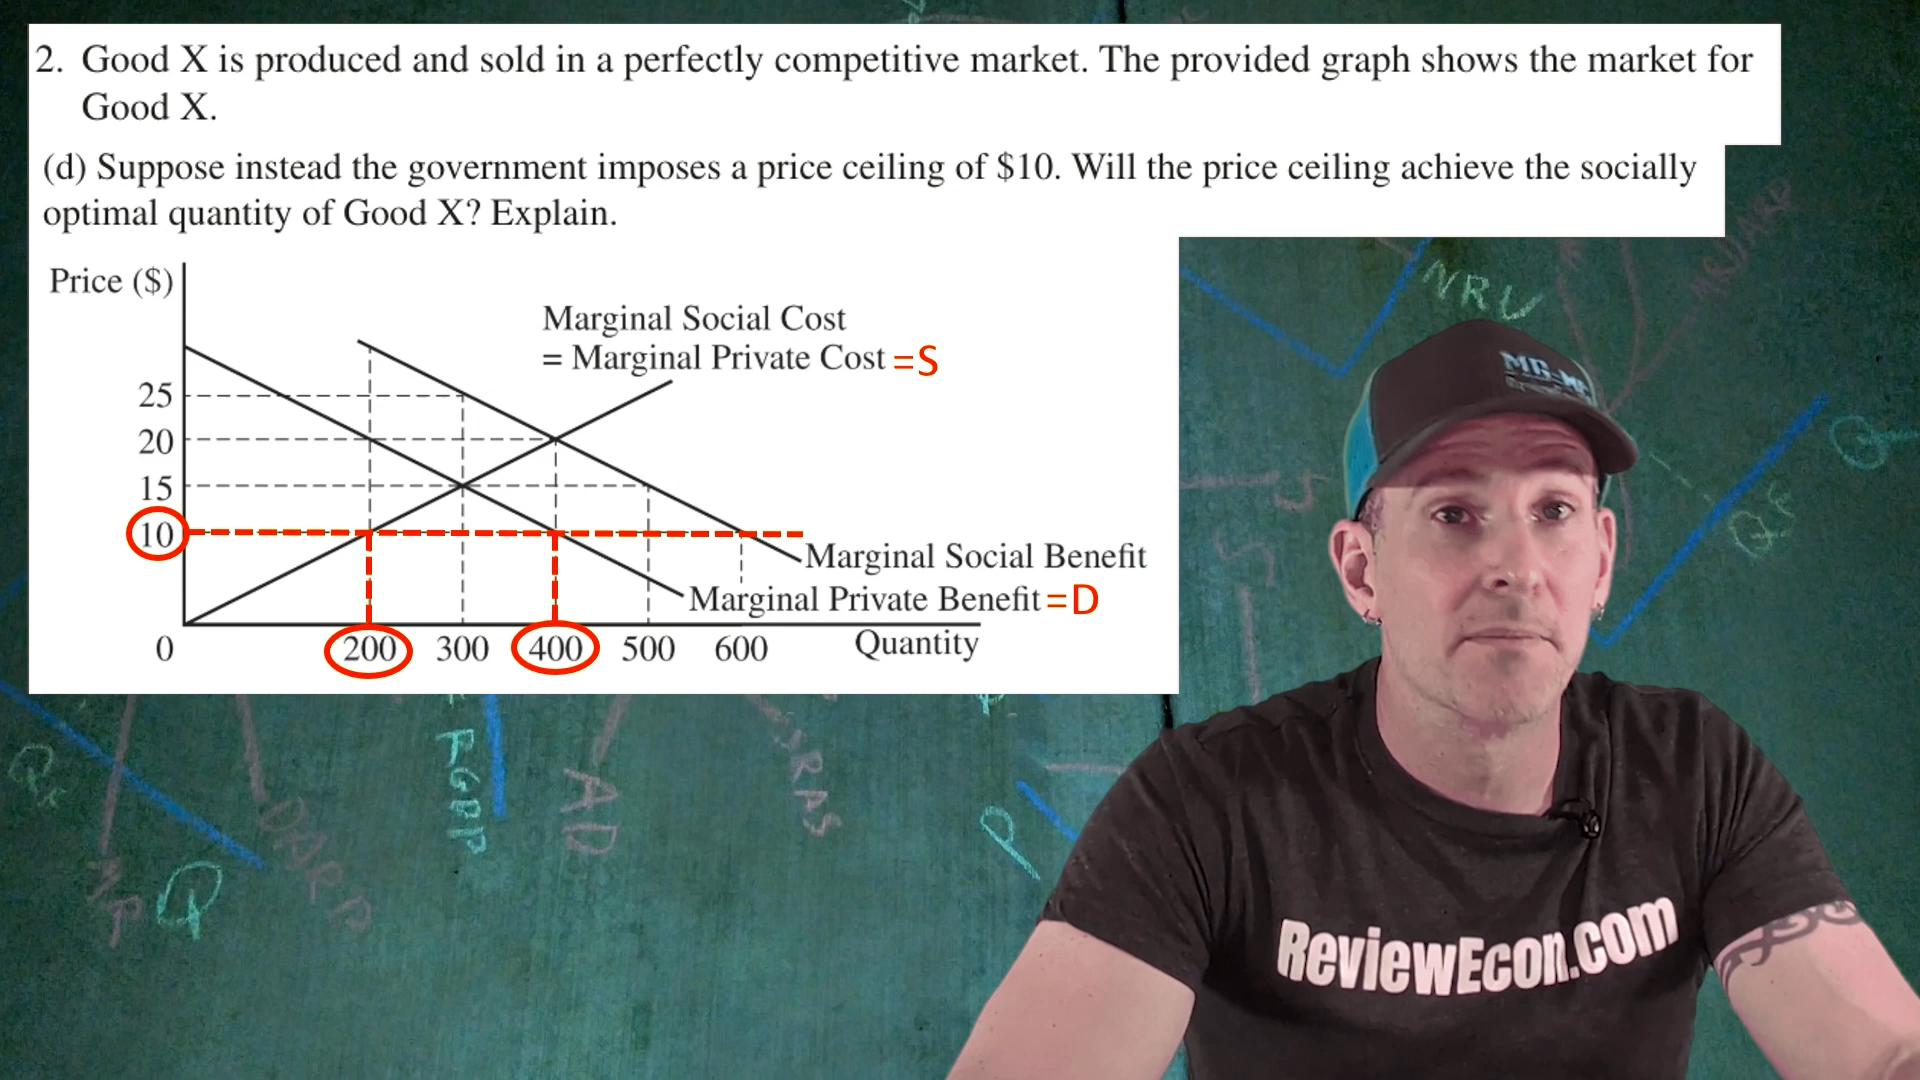 2. Good X is produced and sold in a perfectly competitive market. The provided graph shows the market for
Good X.
(d) Suppose instead the government imposes a price ceiling of $10. Will the price ceiling achieve the socially
optimal quantity of Good X? Explain.
Price ($)
Marginal Social Cost
= Marginal Private Cost =S
25
20
15
10
Marginal Social Benefit
Marginal Private Benefit =D
0
200 300 400 500 600
Quantity
NRU
AD
P
Q
ReviewEcon.com